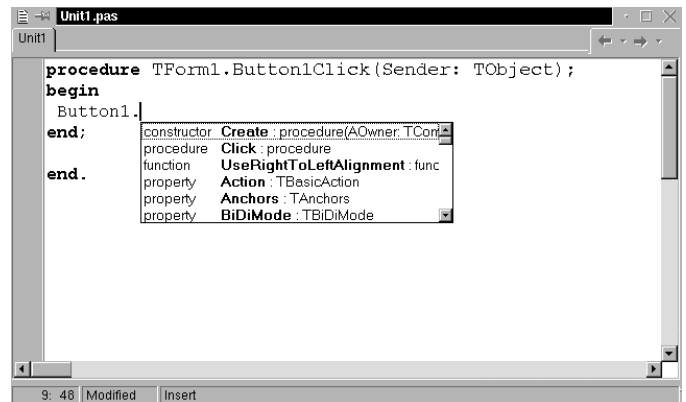 Unit1.pas
Unit1
procedure TForm1.Button1Click(Sender: TObject);
begin
Button1.
end;
end.
constructor Create : procedure(AOwner: TCom
procedure Click : procedure
function UseRightToLeftAlignment : func
property Action : TBasicAction
property Anchors : TAnchors
property BiDiMode : TBiDiMode
9: 48 Modified Insert